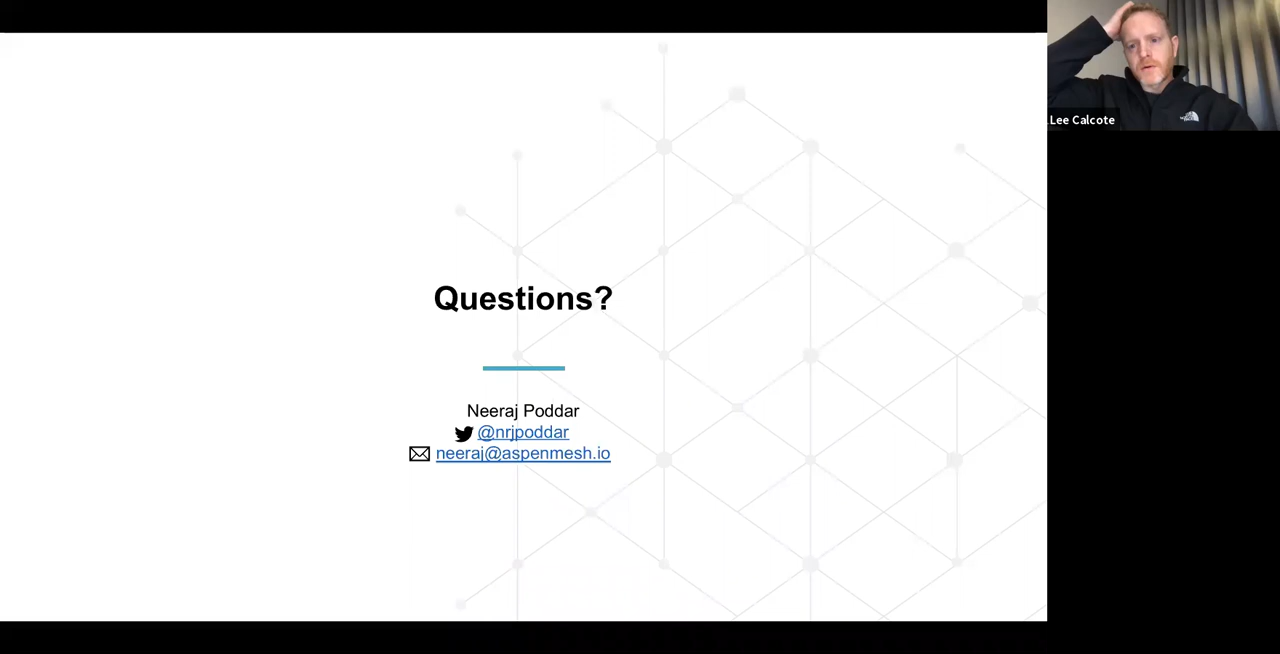 Questions?
Neeraj Poddar
@nrjpoddar
neeraj@aspenmesh.io
Lee Calcote